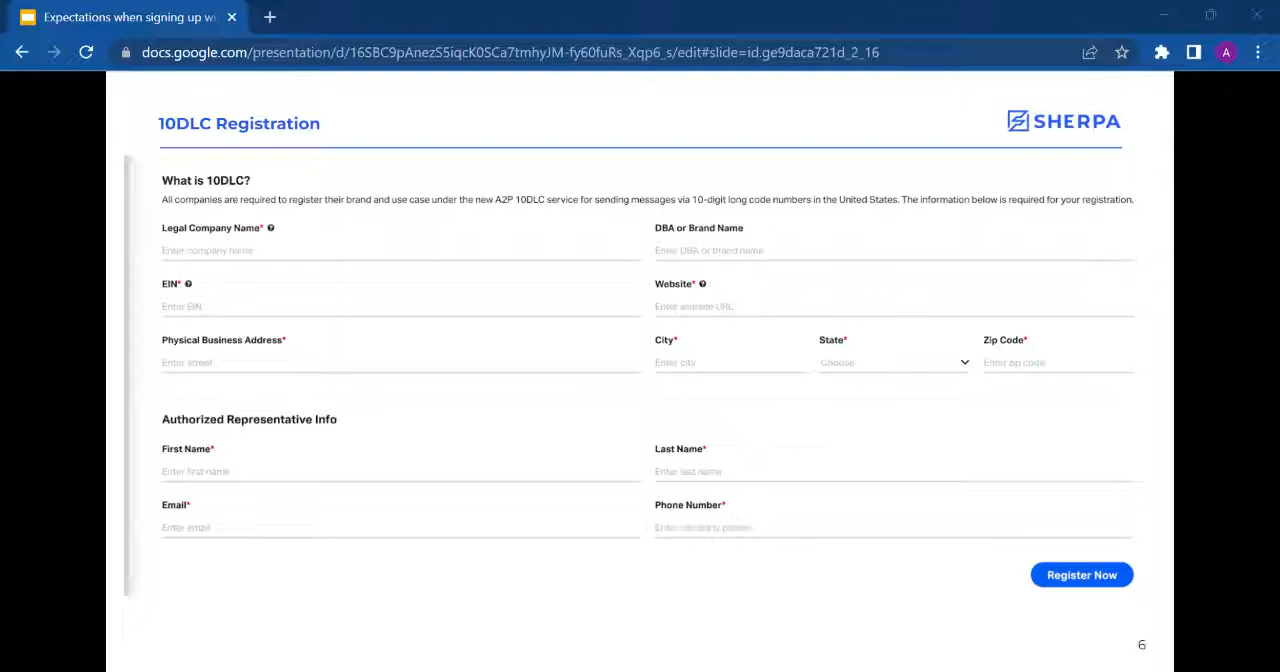 Expectations when signing up wi
docs.google.com/presentation/d/16SBC9pAnezS5iqcK0SCa7tmhyJM-fy60fuRs_Xqp6_s/edit#slide=id.ge9daca721d_2_16
A
10DLC Registration
SHERPA
What is 10DLC?
All companies are required to register their brand and use case under the new A2P 10DLC service for sending messages via 10-digit long code numbers in the United States. The information below is required for your registration.
Legal Company Name* DBA or Brand Name
Enter company name Enter DBA or brand name
EIN* Website*
Enter EIN Enter website URL
Physical Business Address* City* State* Zip Code*
Enter street Enter city Choose Enter zip code
Authorized Representative Info
First Name* Last Name*
Enter first name Enter last name
Email* Phone Number*
Enter email Enter
Register Now
6